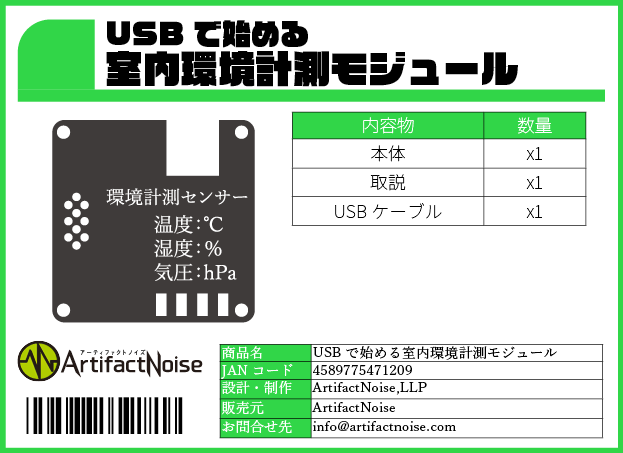 USB で始める
室内環境計測モジュール
内容物 数量
本体 x1
取説 x1
USB ケーブル x1
環境計測センサー
温度:℃
湿度:%
気圧:hPa
アーティファクトノイズ
ArtifactNoise
商品名 USB で始める室内環境計測モジュール
JAN コード 4589775471209
設計・制作 ArtifactNoise,LLP
販売元 ArtifactNoise
お問合せ先 info@artifactnoise.com